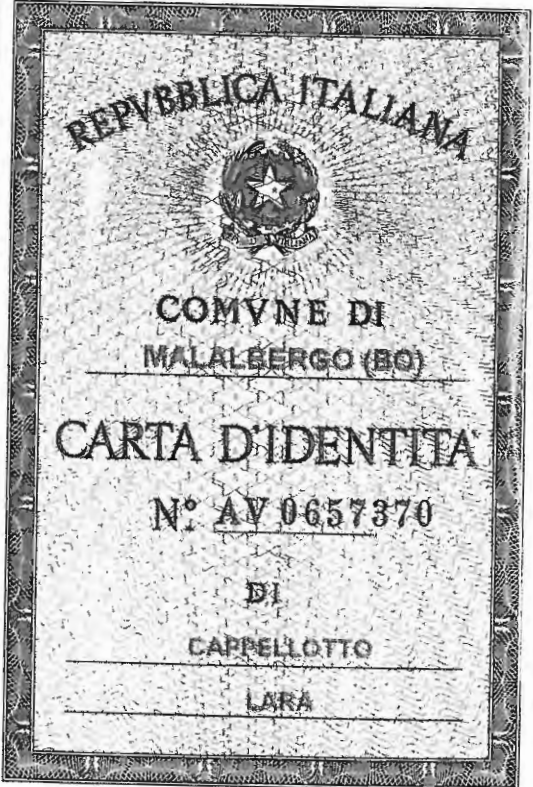 REPVBBLICA ITALIANA
COMVNE DI
MALALBERGO (BO)
CARTA D'IDENTITA'
N° AV 0657370
DI
CAPPELLOTTO
LARA